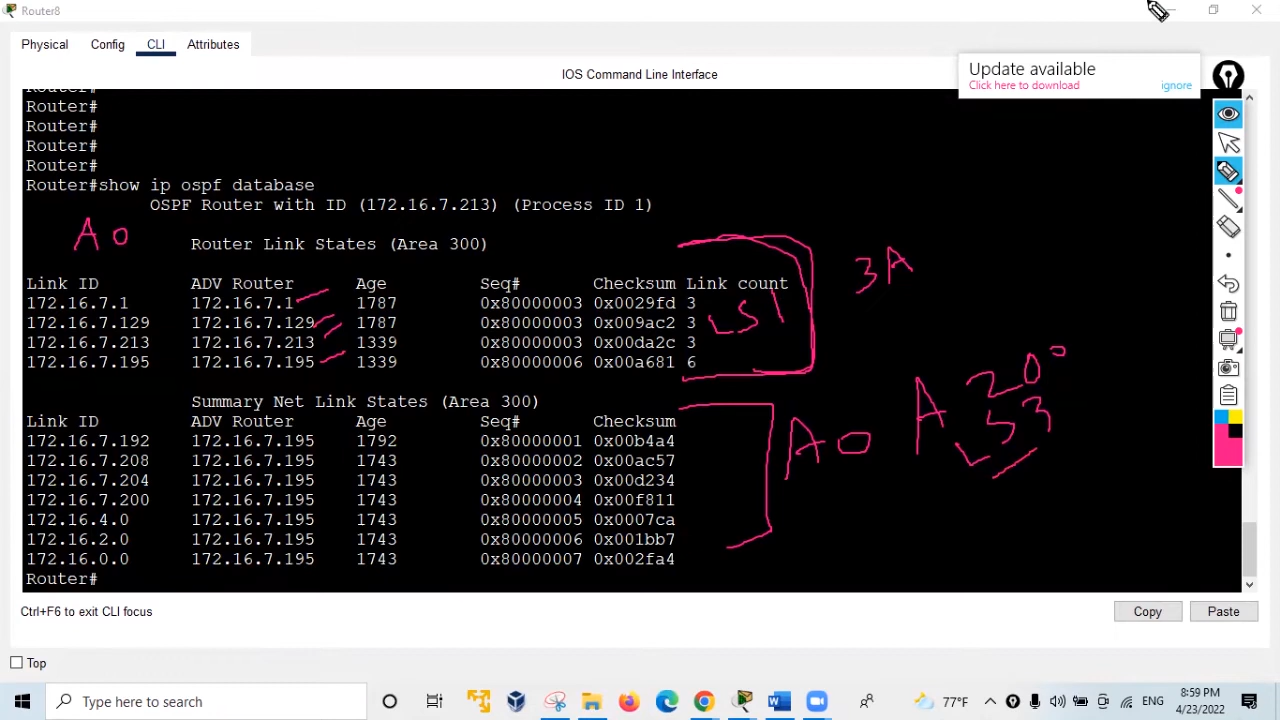 Router8
Physical Config CLI Attributes
IOS Command Line Interface
Update available
Click here to download ignore
Router#
Router#
Router#
Router#
Router#
Router#show ip ospf database
OSPF Router with ID (172.16.7.213) (Process ID 1)
A 0
Router Link States (Area 300)
3A
Link ID ADV Router Age Seq# Checksum Link count
172.16.7.1 172.16.7.1 1787 0x80000003 0x0029fd 3
172.16.7.129 172.16.7.129 1787 0x80000003 0x009ac2 3
172.16.7.213 172.16.7.213 1339 0x80000003 0x00da2c 3
172.16.7.195 172.16.7.195 1339 0x80000006 0x00a681 6
LS1
Summary Net Link States (Area 300)
Link ID ADV Router Age Seq# Checksum
172.16.7.192 172.16.7.195 1792 0x80000001 0x00b4a4
172.16.7.208 172.16.7.195 1743 0x80000002 0x00ac57
172.16.7.204 172.16.7.195 1743 0x80000003 0x00d234
172.16.7.200 172.16.7.195 1743 0x80000004 0x00f811
172.16.4.0 172.16.7.195 1743 0x80000005 0x0007ca
172.16.2.0 172.16.7.195 1743 0x80000006 0x001bb7
172.16.0.0 172.16.7.195 1743 0x80000007 0x002fa4
A0
Router#
Ctrl+F6 to exit CLI focus
Copy Paste
Top
Type here to search
77°F
ENG
8:59 PM
4/23/2022